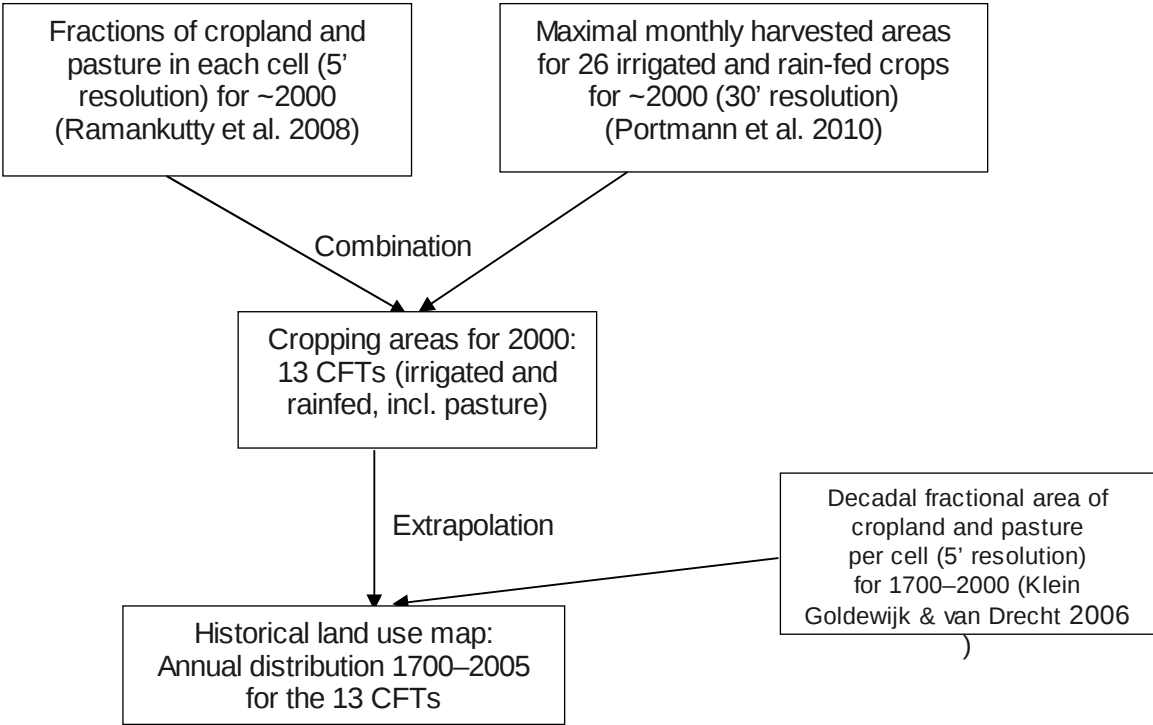 Fractions of cropland and
pasture in each cell (5’
resolution) for ~2000
(Ramankutty et al. 2008)
Maximal monthly harvested areas
for 26 irrigated and rain-fed crops
for ~2000 (30’ resolution)
(Portmann et al. 2010)
Combination
Cropping areas for 2000:
13 CFTs (irrigated and
rainfed, incl. pasture)
Extrapolation
Decadal fractional area of
cropland and pasture
per cell (5’ resolution)
for 1700–2000 (Klein
Goldewijk & van Drecht 2006
)
Historical land use map:
Annual distribution 1700–2005
for the 13 CFTs